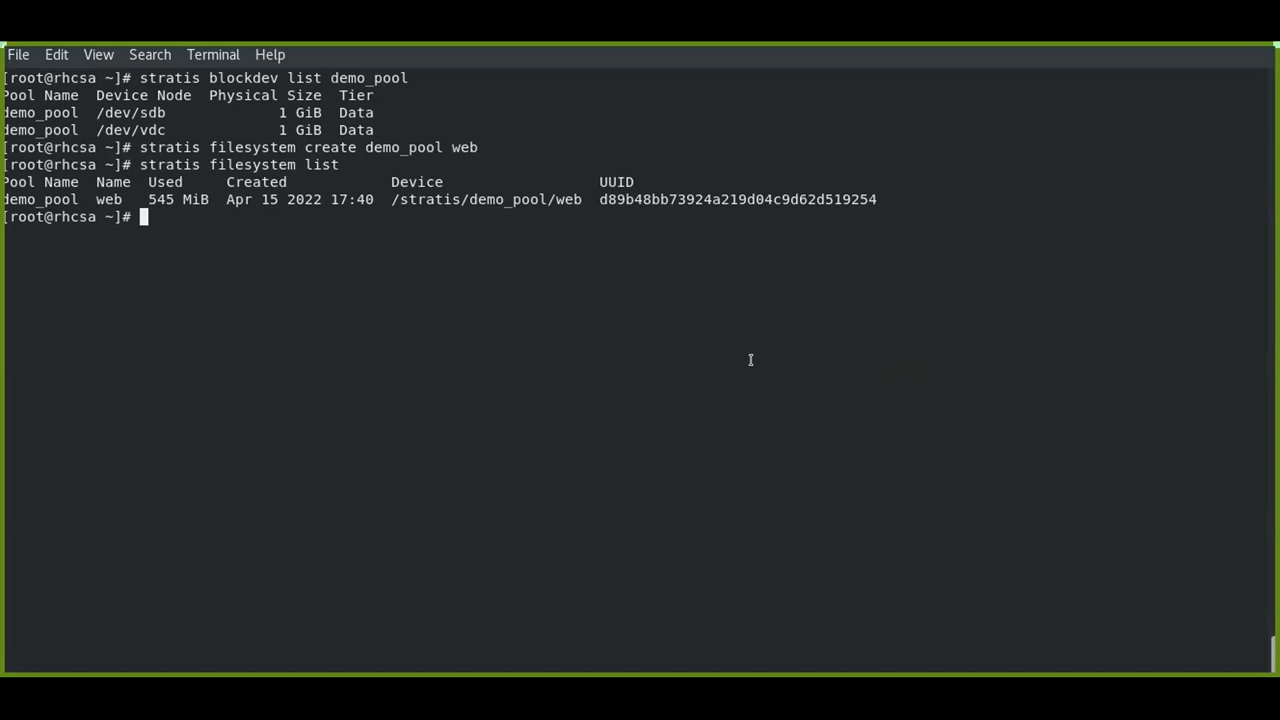 File Edit View Search Terminal Help
[root@rhcsa ~]# stratis blockdev list demo_pool
Pool Name  Device Node  Physical Size  Tier
demo_pool  /dev/sdb             1 GiB  Data
demo_pool  /dev/vdc             1 GiB  Data
[root@rhcsa ~]# stratis filesystem create demo_pool web
[root@rhcsa ~]# stratis filesystem list
Pool Name  Name  Used     Created            Device                 UUID
demo_pool  web   545 MiB  Apr 15 2022 17:40  /stratis/demo_pool/web  d89b48bb73924a219d04c9d62d519254
[root@rhcsa ~]#